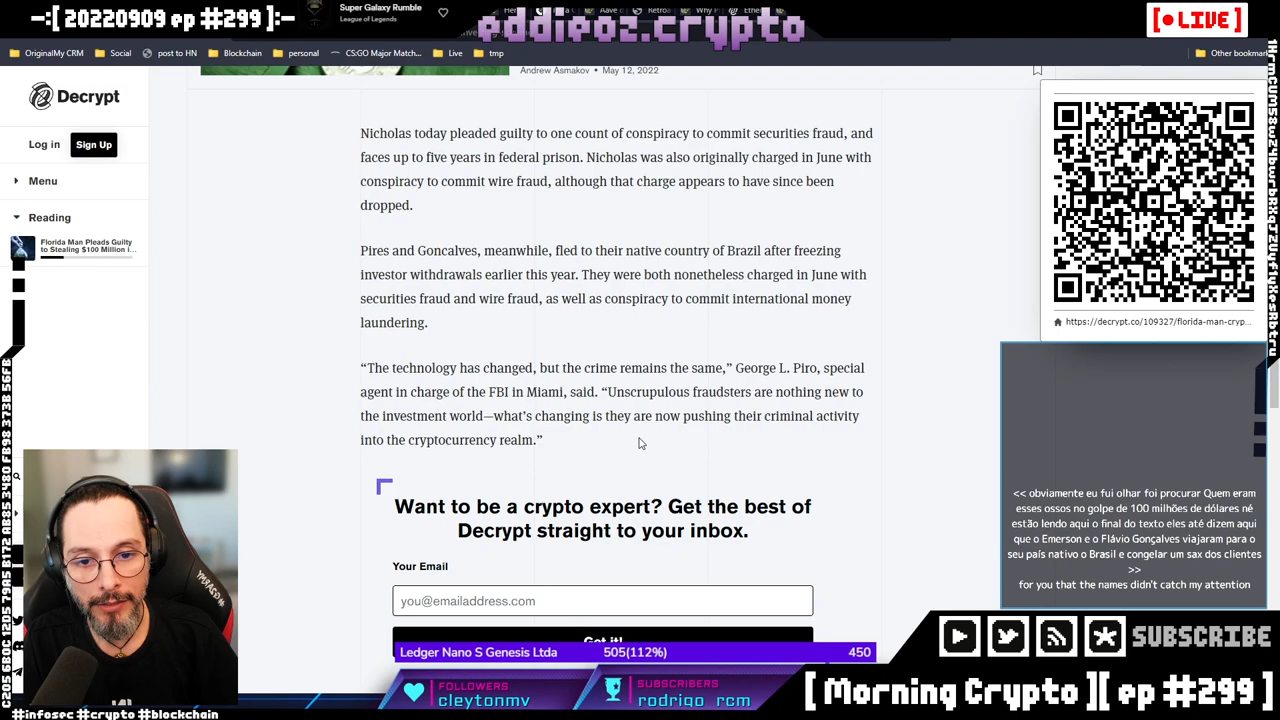 -:[ 20220909 ep #299 ]:-
Super Galaxy Rumble
League of Legends
eddieoz.crypto
[ LIVE ]
OriginalMy CRM
Social
post to HN
Blockchain
personal
CS:GO Major Match...
Live
tmp
Other bookmar
Andrew Asmakov • May 12, 2022
Decrypt
Log in
Sign Up
Menu
Reading
Florida Man Pleads Guilty
to Stealing $100 Million i...
Nicholas today pleaded guilty to one count of conspiracy to commit securities fraud, and
faces up to five years in federal prison. Nicholas was also originally charged in June with
conspiracy to commit wire fraud, although that charge appears to have since been
dropped.
Pires and Goncalves, meanwhile, fled to their native country of Brazil after freezing
investor withdrawals earlier this year. They were both nonetheless charged in June with
securities fraud and wire fraud, as well as conspiracy to commit international money
laundering.
“The technology has changed, but the crime remains the same,” George L. Piro, special
agent in charge of the FBI in Miami, said. “Unscrupulous fraudsters are nothing new to
the investment world—what’s changing is they are now pushing their criminal activity
into the cryptocurrency realm.”
Want to be a crypto expert? Get the best of
Decrypt straight to your inbox.
Your Email
you@emailaddress.com
Got it!
https://decrypt.co/109327/florida-man-cryp...
<< obviamente eu fui olhar foi procurar Quem eram
esses ossos no golpe de 100 milhões de dólares né
estão lendo aqui o final do texto eles até dizem aqui
que o Emerson e o Flávio Gonçalves viajaram para o
seu país nativo o Brasil e congelar um sax dos clientes
>>
for you that the names didn't catch my attention
Ledger Nano S Genesis Ltda
505(112%)
450
FOLLOWERS
cleytonmv
SUBSCRIBERS
rodrigo_rcm
SUBSCRIBE
[ Morning Crypto ][ ep #299 ]
#infosec #crypto #blockchain